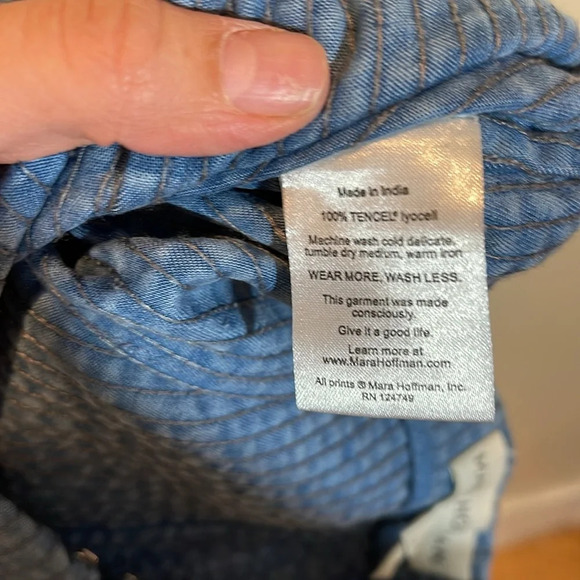 Made in India
100% TENCEL® lyocell
Machine wash cold delicate,
tumble dry medium, warm iron
WEAR MORE, WASH LESS.
This garment was made
consciously.
Give it a good life.
Learn more at
www.MaraHoffman.com
All prints ® Mara Hoffman, Inc.
RN 124749